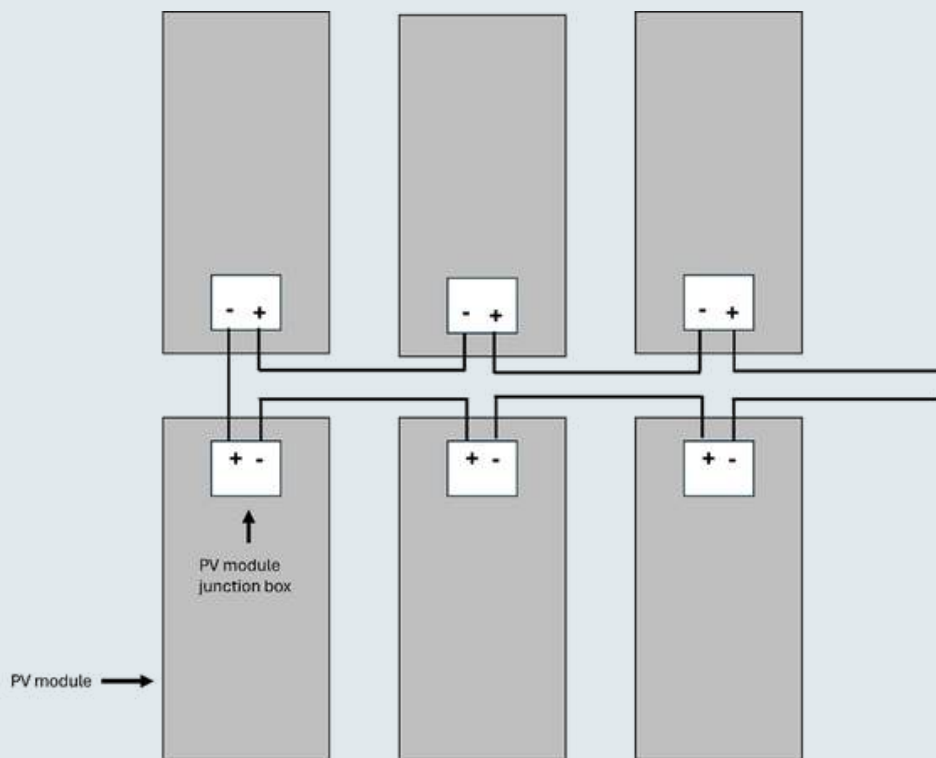 - +
- +
- +
+ -
+ -
+ -
PV module
junction box
PV module